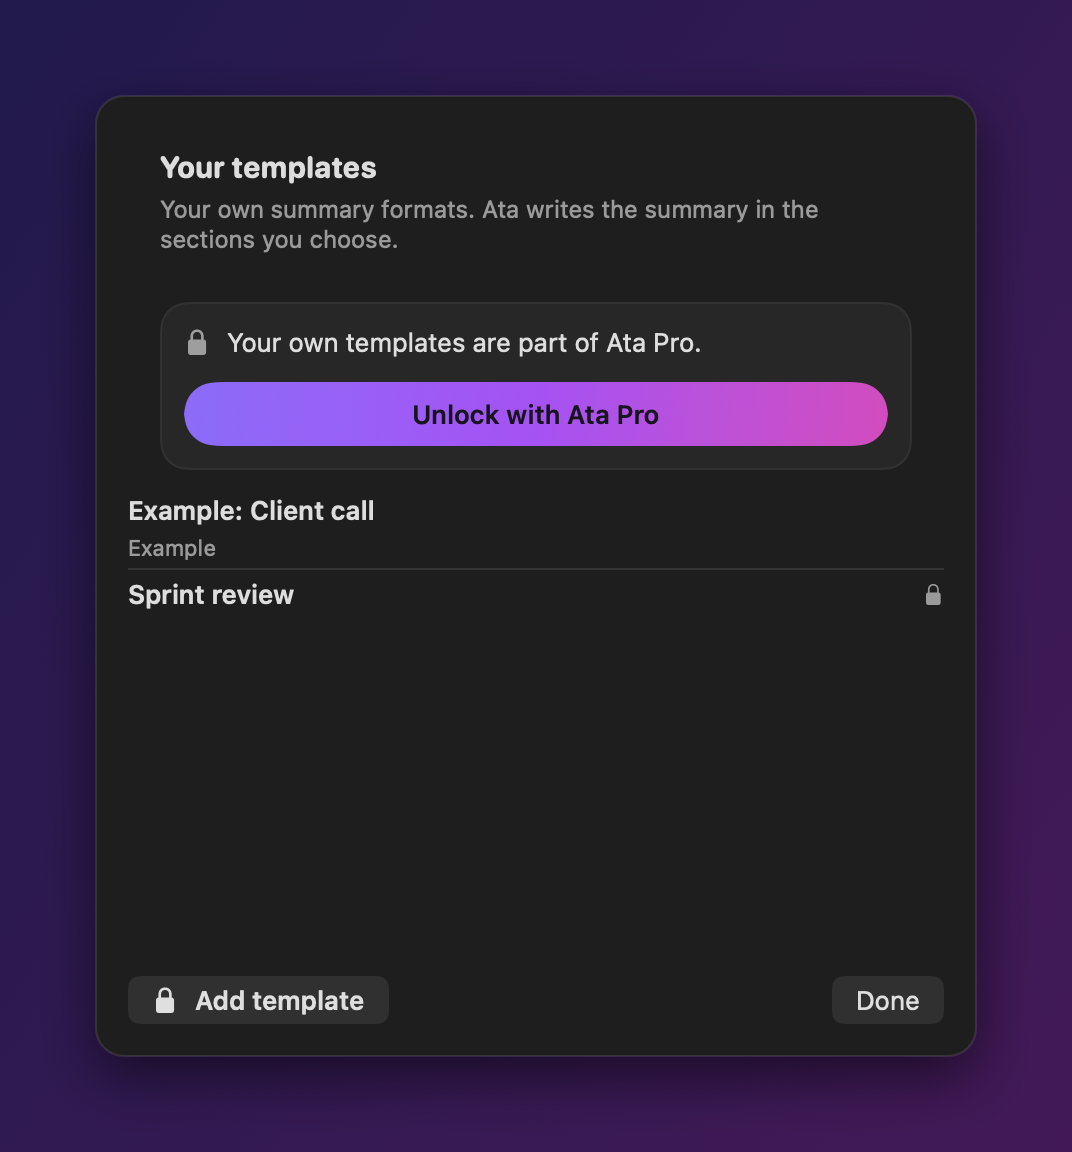 Your templates
Your own summary formats. Ata writes the summary in the
sections you choose.
Your own templates are part of Ata Pro.
Unlock with Ata Pro
Example: Client call
Example
Sprint review
Add template
Done